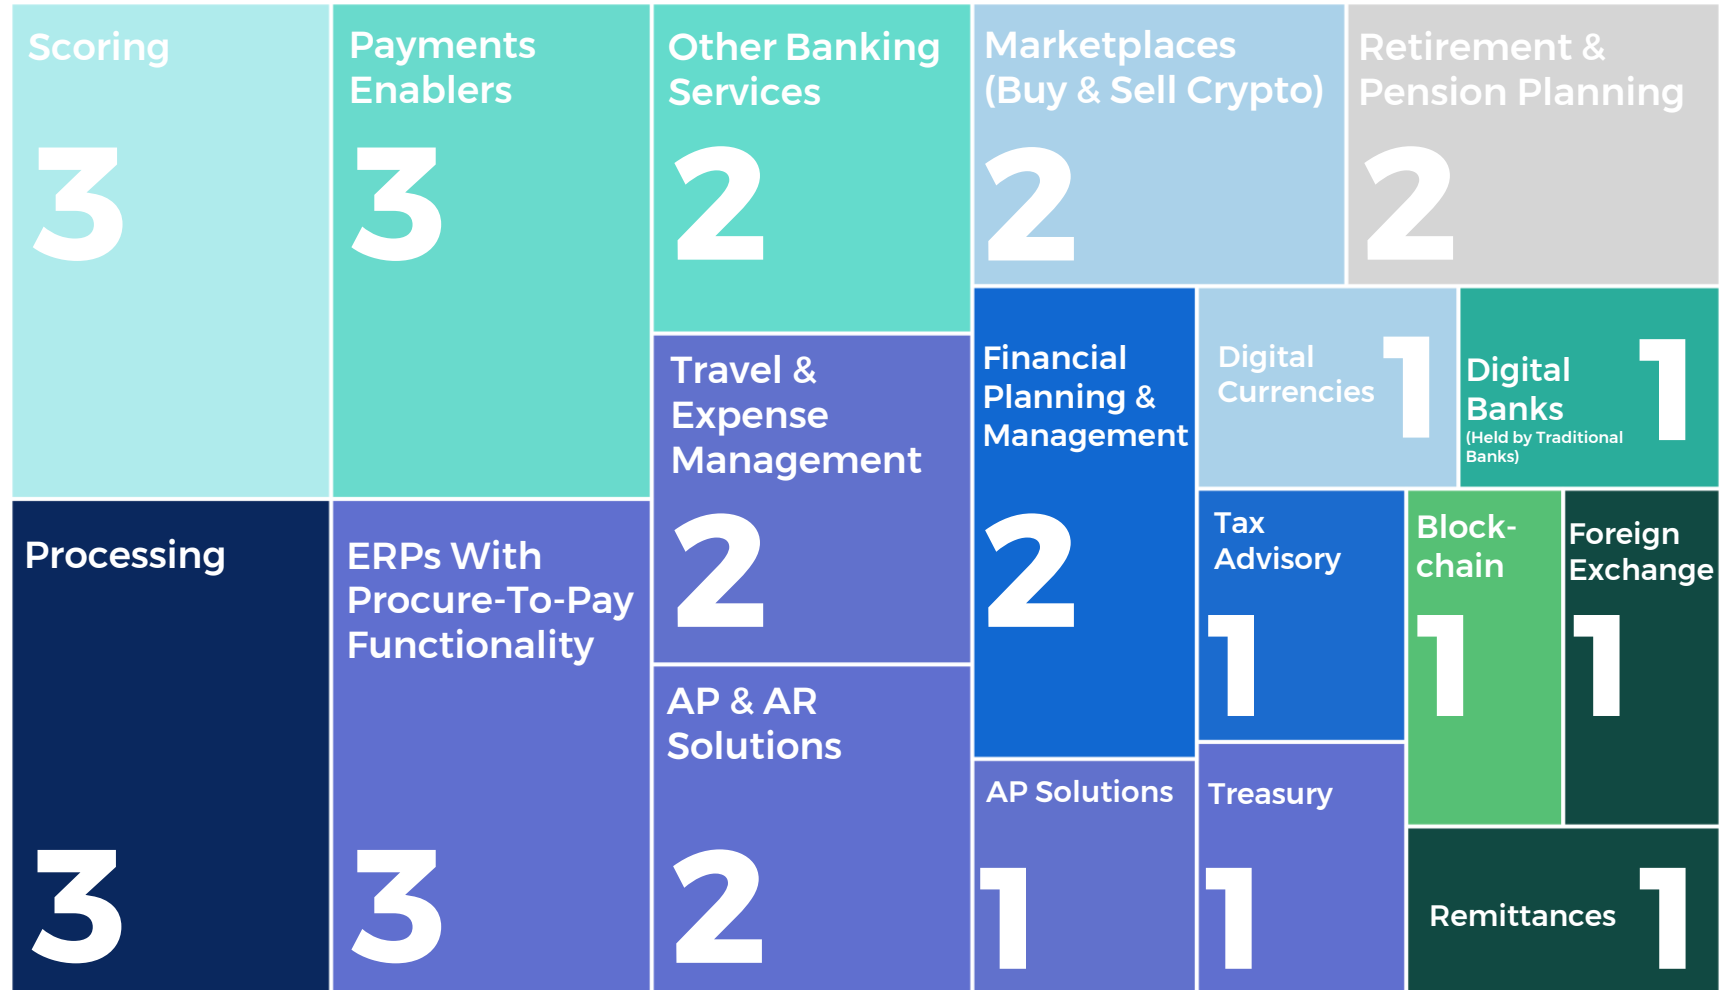 Scoring
3
Payments
Enablers
3
Other Banking
Services
2
Marketplaces
(Buy & Sell Crypto)
2
Retirement &
Pension Planning
2
Travel &
Expense
Management
2
Financial
Planning &
Management
2
Digital
Currencies
1
Digital
Banks
(Held by Traditional
Banks)
1
Processing
3
ERPs With
Procure-To-Pay
Functionality
3
AP & AR
Solutions
2
Tax
Advisory
1
Block-
chain
1
Foreign
Exchange
1
AP Solutions
1
Treasury
1
Remittances
1